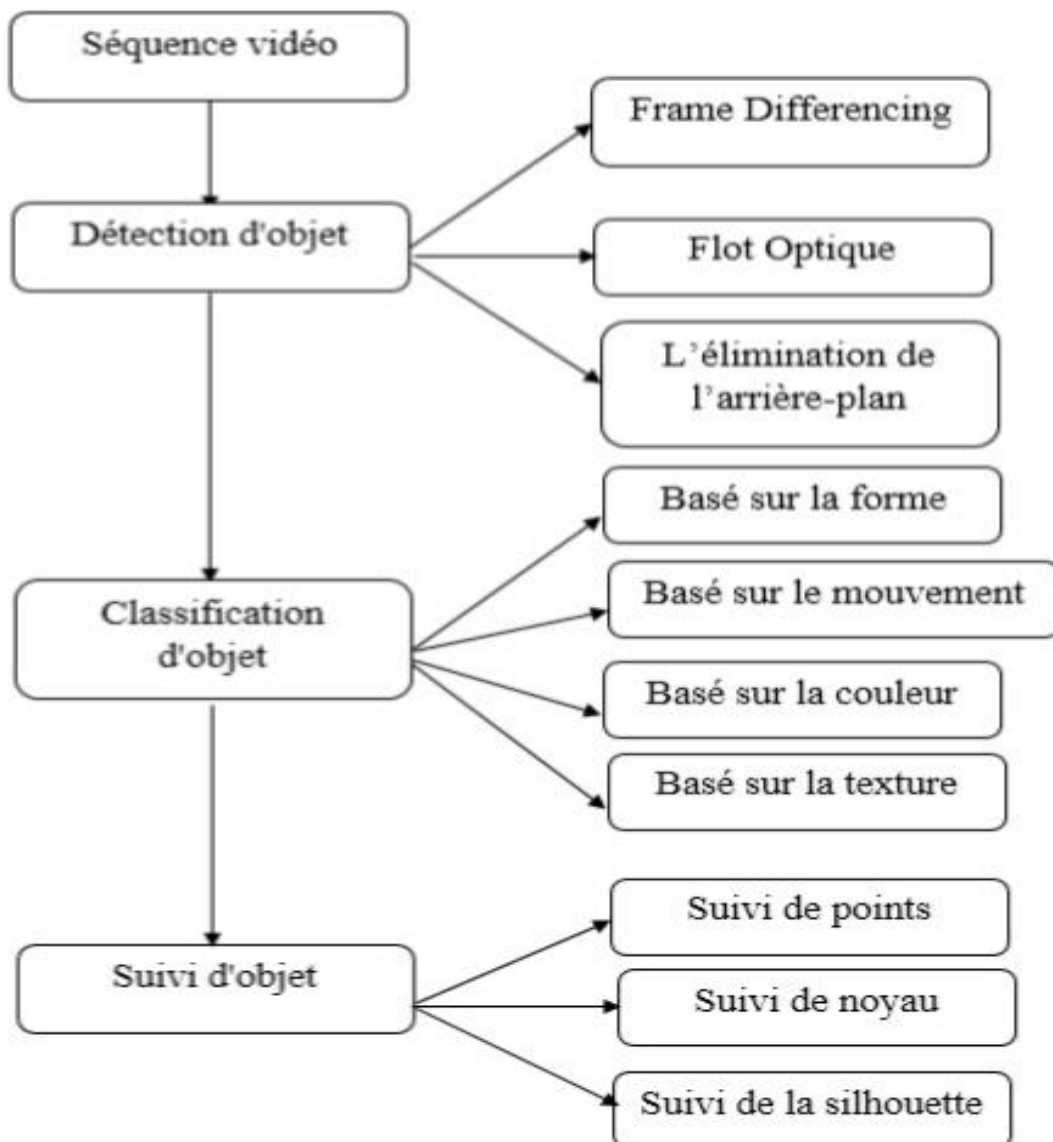 Séquence vidéo
Frame Differencing
Détection d'objet
Flot Optique
L'élimination de
l'arrière-plan
Basé sur la forme
Classification
d'objet
Basé sur le mouvement
Basé sur la couleur
Basé sur la texture
Suivi de points
Suivi d'objet
Suivi de noyau
Suivi de la silhouette